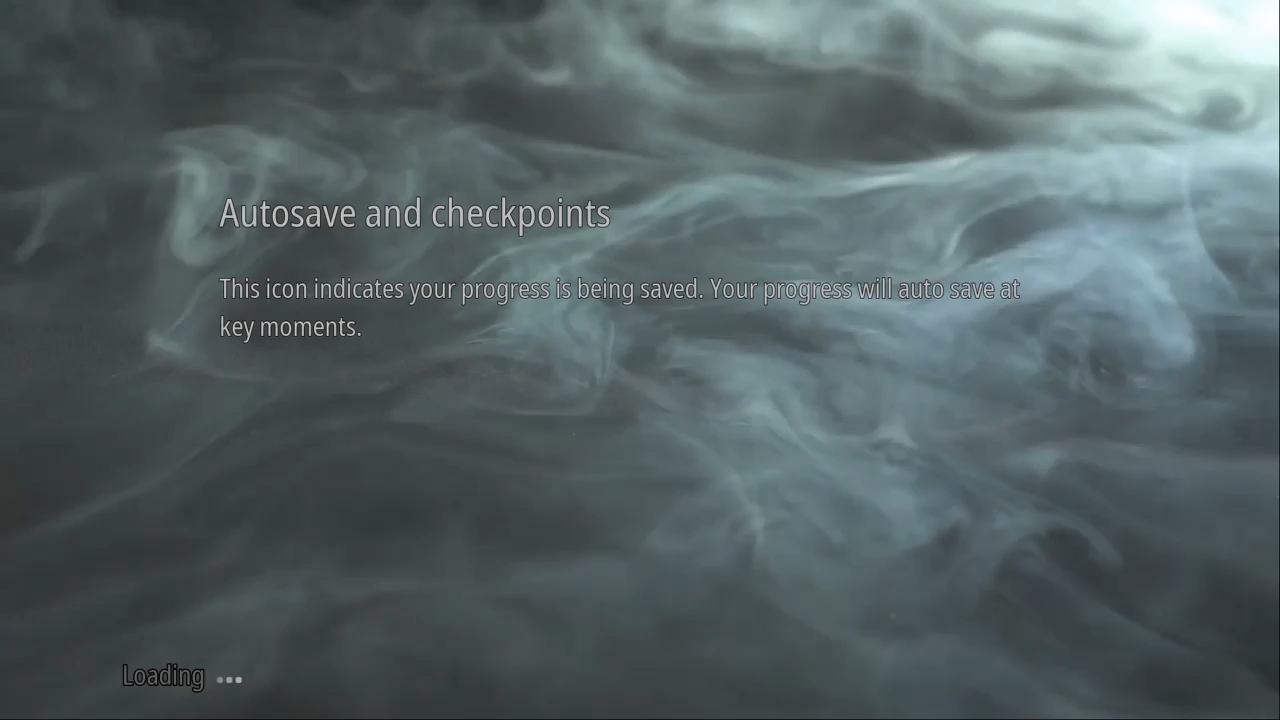 Autosave and checkpoints
This icon indicates your progress is being saved. Your progress will auto save at
key moments.
Loading ...